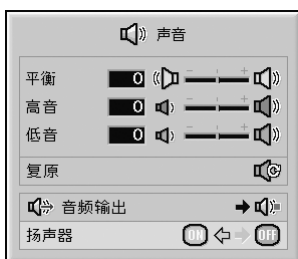 声音
平衡 0 - +
高音 0 - +
低音 0 - +
复原
音频输出
扬声器 ON OFF